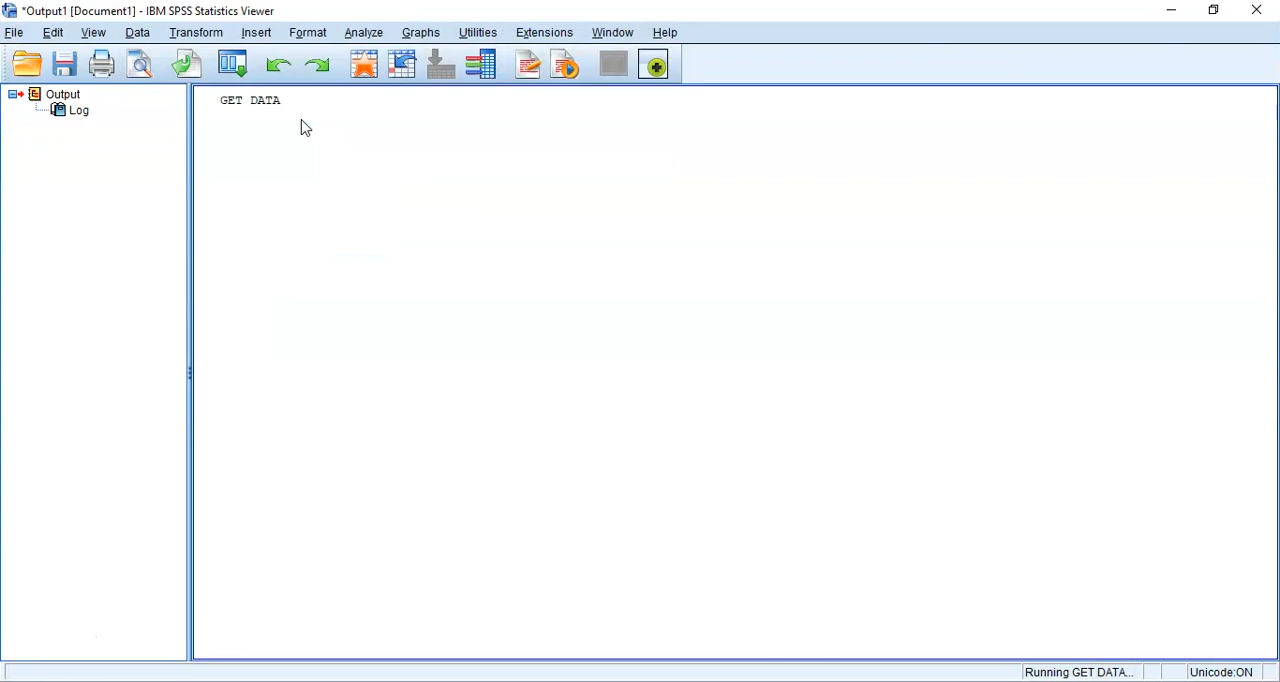 *Output1 [Document1] - IBM SPSS Statistics Viewer
File Edit View Data Transform Insert Format Analyze Graphs Utilities Extensions Window Help
Output
Log
GET DATA
Running GET DATA... Unicode:ON